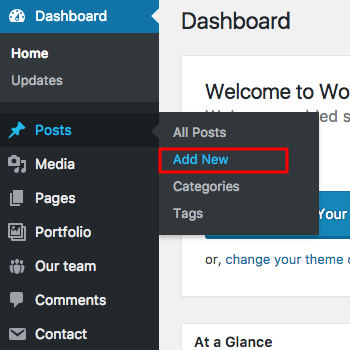 Dashboard
Home
Updates
Posts
Media
Pages
Portfolio
Our team
Comments
Contact
All Posts
Add New
Categories
Tags
Dashboard
Welcome to Wo
Your
or, change your theme
At a Glance